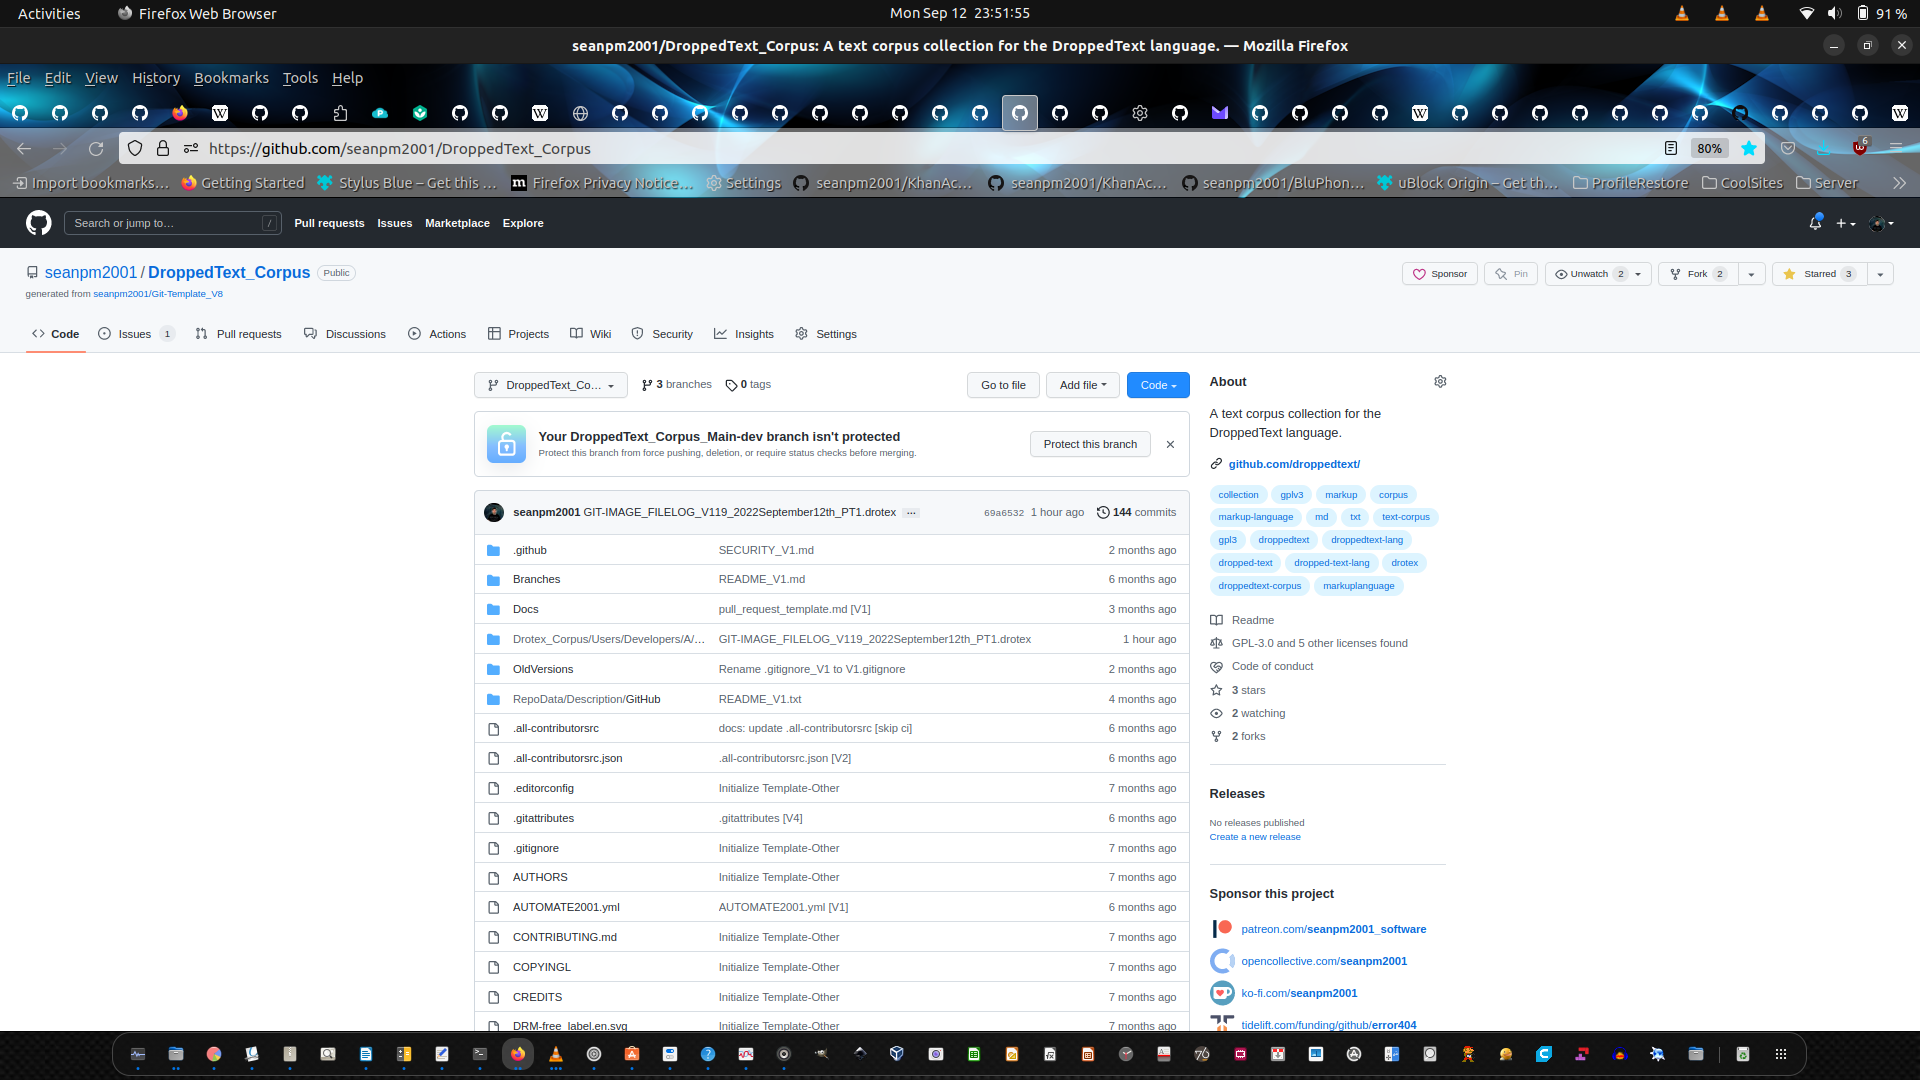 Activities Firefox Web Browser Mon Sep 12 23:51:55 91 %
seanpm2001/DroppedText_Corpus: A text corpus collection for the DroppedText language. — Mozilla Firefox
File Edit View History Bookmarks Tools Help
https://github.com/seanpm2001/DroppedText_Corpus 80% 6
Import bookmarks… Getting Started Stylus Blue – Get this … Firefox Privacy Notice… Settings seanpm2001/KhanAc… seanpm2001/KhanAc… seanpm2001/BluPhon… uBlock Origin – Get th… ProfileRestore CoolSites Server
Search or jump to… / Pull requests Issues Marketplace Explore
seanpm2001 / DroppedText_Corpus Public Sponsor Pin Unwatch 2 Fork 2 Starred 3
generated from seanpm2001/Git-Template_V8
Code Issues 1 Pull requests Discussions Actions Projects Wiki Security Insights Settings
DroppedText_Co… 3 branches 0 tags Go to file Add file Code
Your DroppedText_Corpus_Main-dev branch isn't protected
Protect this branch from force pushing, deletion, or require status checks before merging.
Protect this branch
seanpm2001 GIT-IMAGE_FILELOG_V119_2022September12th_PT1.drotex … 69a6532 1 hour ago 144 commits
.github SECURITY_V1.md 2 months ago
Branches README_V1.md 6 months ago
Docs pull_request_template.md [V1] 3 months ago
Drotex_Corpus/Users/Developers/A/… GIT-IMAGE_FILELOG_V119_2022September12th_PT1.drotex 1 hour ago
OldVersions Rename .gitignore_V1 to V1.gitignore 2 months ago
RepoData/Description/GitHub README_V1.txt 4 months ago
.all-contributorsrc docs: update .all-contributorsrc [skip ci] 6 months ago
.all-contributorsrc.json .all-contributorsrc.json [V2] 6 months ago
.editorconfig Initialize Template-Other 7 months ago
.gitattributes .gitattributes [V4] 6 months ago
.gitignore Initialize Template-Other 7 months ago
AUTHORS Initialize Template-Other 7 months ago
AUTOMATE2001.yml AUTOMATE2001.yml [V1] 6 months ago
CONTRIBUTING.md Initialize Template-Other 7 months ago
COPYINGL Initialize Template-Other 7 months ago
CREDITS Initialize Template-Other 7 months ago
DRM-free_label.en.svg Initialize Template-Other 7 months ago
About
A text corpus collection for the
DroppedText language.
github.com/droppedtext/
collection gplv3 markup corpus
markup-language md txt text-corpus
gpl3 droppedtext droppedtext-lang
dropped-text dropped-text-lang drotex
droppedtext-corpus markuplanguage
Readme
GPL-3.0 and 5 other licenses found
Code of conduct
3 stars
2 watching
2 forks
Releases
No releases published
Create a new release
Sponsor this project
patreon.com/seanpm2001_software
opencollective.com/seanpm2001
ko-fi.com/seanpm2001
tidelift.com/funding/github/error404